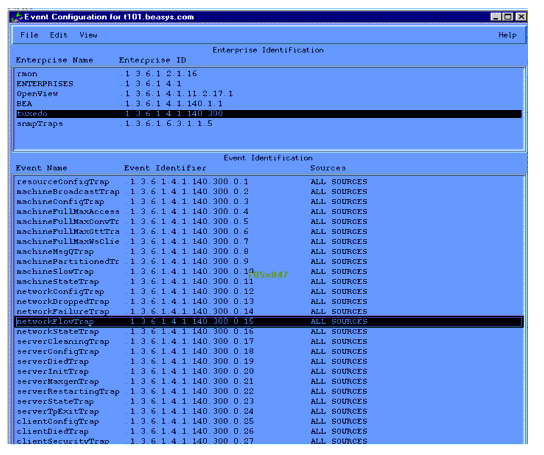 Event Configuration for t101.beasys.com
File Edit View Help
Enterprise Identification
Enterprise Name Enterprise ID
rmon .1.3.6.1.2.1.16
ENTERPRISES .1.3.6.1.4.1
OpenView .1.3.6.1.4.1.11.2.17.1
BEA .1.3.6.1.4.1.140.1.1
tuxedo .1.3.6.1.4.1.140.300
snmpTraps .1.3.6.1.6.3.1.1.5
Event Identification
Event Name Event Identifier Sources
resourceConfigTrap .1.3.6.1.4.1.140.300.0.1 ALL SOURCES
machineBroadcastTrap .1.3.6.1.4.1.140.300.0.2 ALL SOURCES
machineConfigTrap .1.3.6.1.4.1.140.300.0.3 ALL SOURCES
machineFullMaxAccess .1.3.6.1.4.1.140.300.0.4 ALL SOURCES
machineFullMaxConvTr .1.3.6.1.4.1.140.300.0.5 ALL SOURCES
machineFullMaxGttTra .1.3.6.1.4.1.140.300.0.6 ALL SOURCES
machineFullMaxWsClie .1.3.6.1.4.1.140.300.0.7 ALL SOURCES
machineMsgQTrap .1.3.6.1.4.1.140.300.0.8 ALL SOURCES
machinePartitionedTr .1.3.6.1.4.1.140.300.0.9 ALL SOURCES
machineSlowTrap .1.3.6.1.4.1.140.300.0.10 ALL SOURCES
machineStateTrap .1.3.6.1.4.1.140.300.0.11 ALL SOURCES
networkConfigTrap .1.3.6.1.4.1.140.300.0.12 ALL SOURCES
networkDroppedTrap .1.3.6.1.4.1.140.300.0.13 ALL SOURCES
networkFailureTrap .1.3.6.1.4.1.140.300.0.14 ALL SOURCES
networkFlowTrap .1.3.6.1.4.1.140.300.0.15 ALL SOURCES
networkStateTrap .1.3.6.1.4.1.140.300.0.16 ALL SOURCES
serverCleaningTrap .1.3.6.1.4.1.140.300.0.17 ALL SOURCES
serverConfigTrap .1.3.6.1.4.1.140.300.0.18 ALL SOURCES
serverDiedTrap .1.3.6.1.4.1.140.300.0.19 ALL SOURCES
serverInitTrap .1.3.6.1.4.1.140.300.0.20 ALL SOURCES
serverMaxgenTrap .1.3.6.1.4.1.140.300.0.21 ALL SOURCES
serverRestartingTrap .1.3.6.1.4.1.140.300.0.22 ALL SOURCES
serverStateTrap .1.3.6.1.4.1.140.300.0.23 ALL SOURCES
serverTpExitTrap .1.3.6.1.4.1.140.300.0.24 ALL SOURCES
clientConfigTrap .1.3.6.1.4.1.140.300.0.25 ALL SOURCES
clientDiedTrap .1.3.6.1.4.1.140.300.0.26 ALL SOURCES
clientSecurityTrap .1.3.6.1.4.1.140.300.0.27 ALL SOURCES